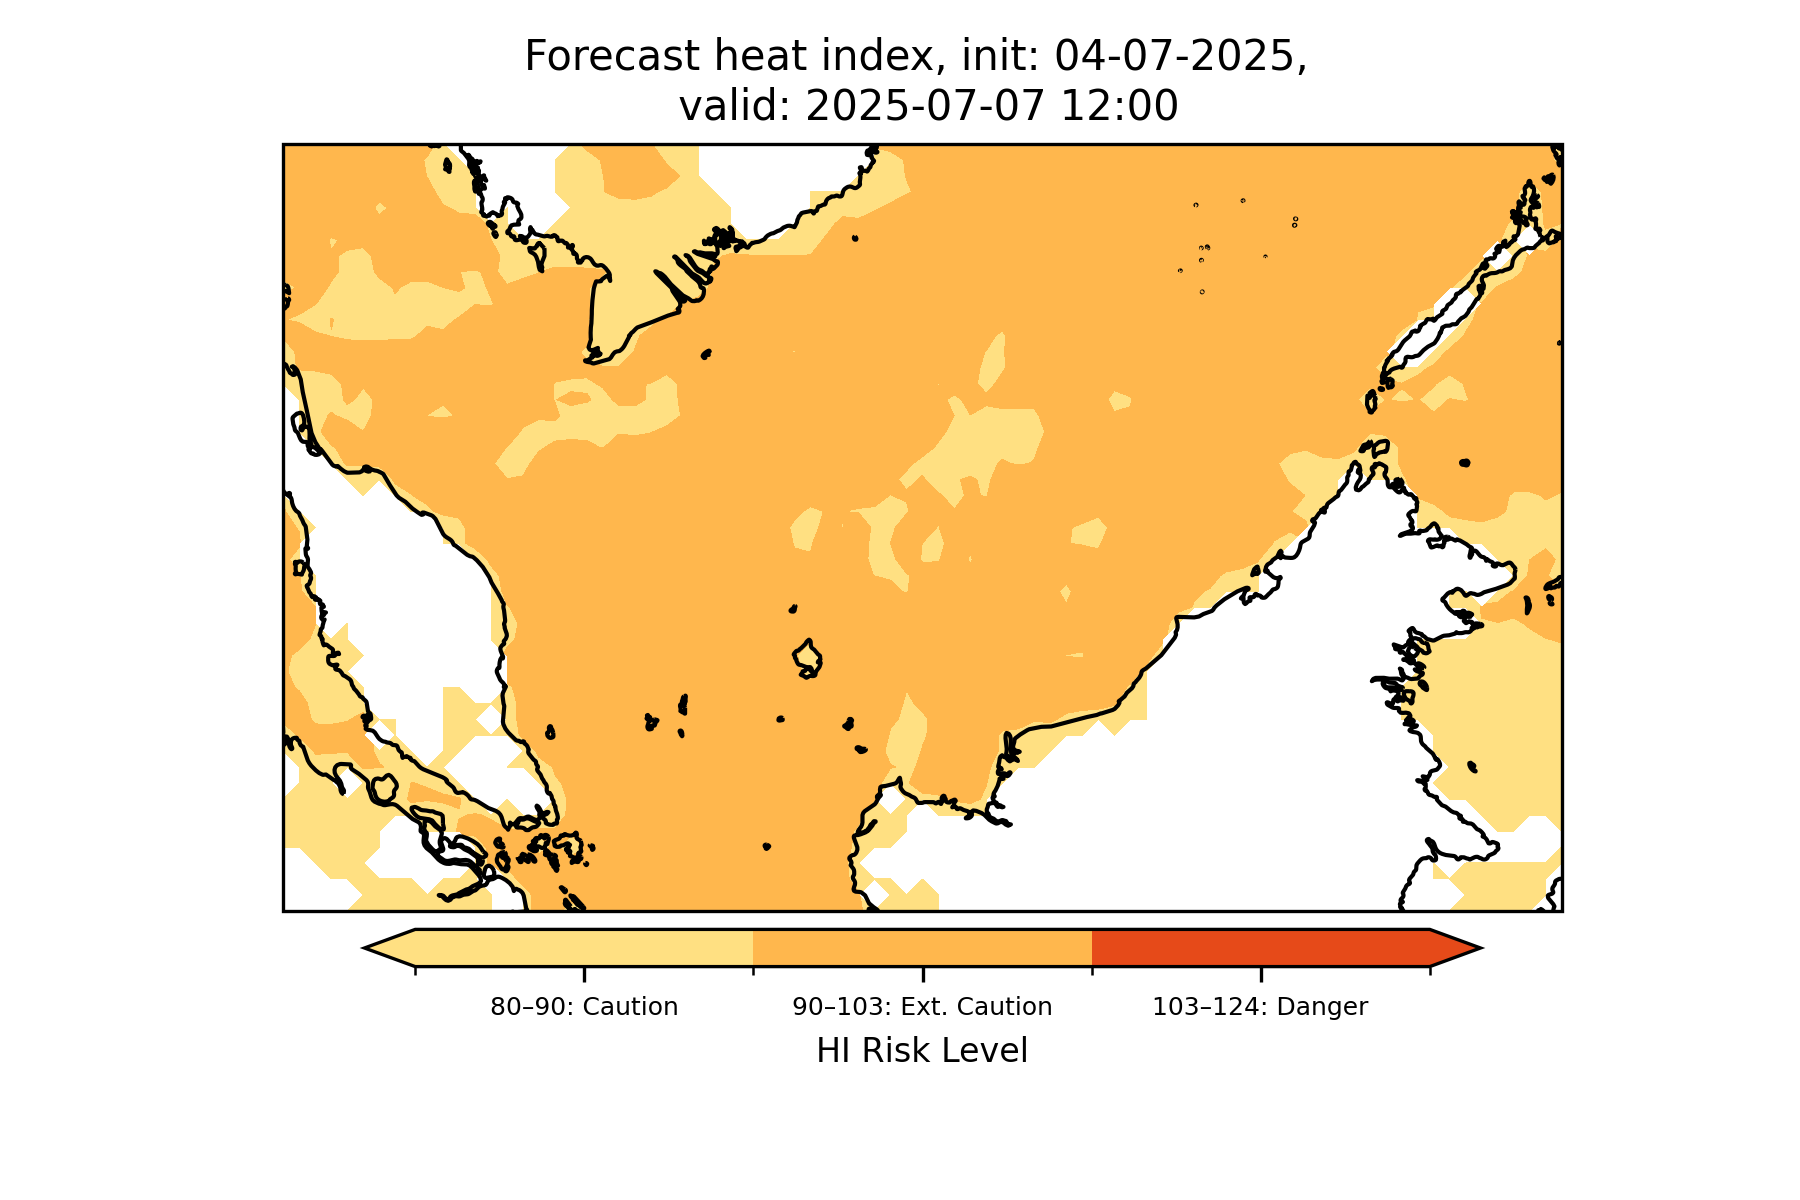 Forecast heat index, init: 04-07-2025,
valid: 2025-07-07 12:00
80–90: Caution
90–103: Ext. Caution
103–124: Danger
HI Risk Level